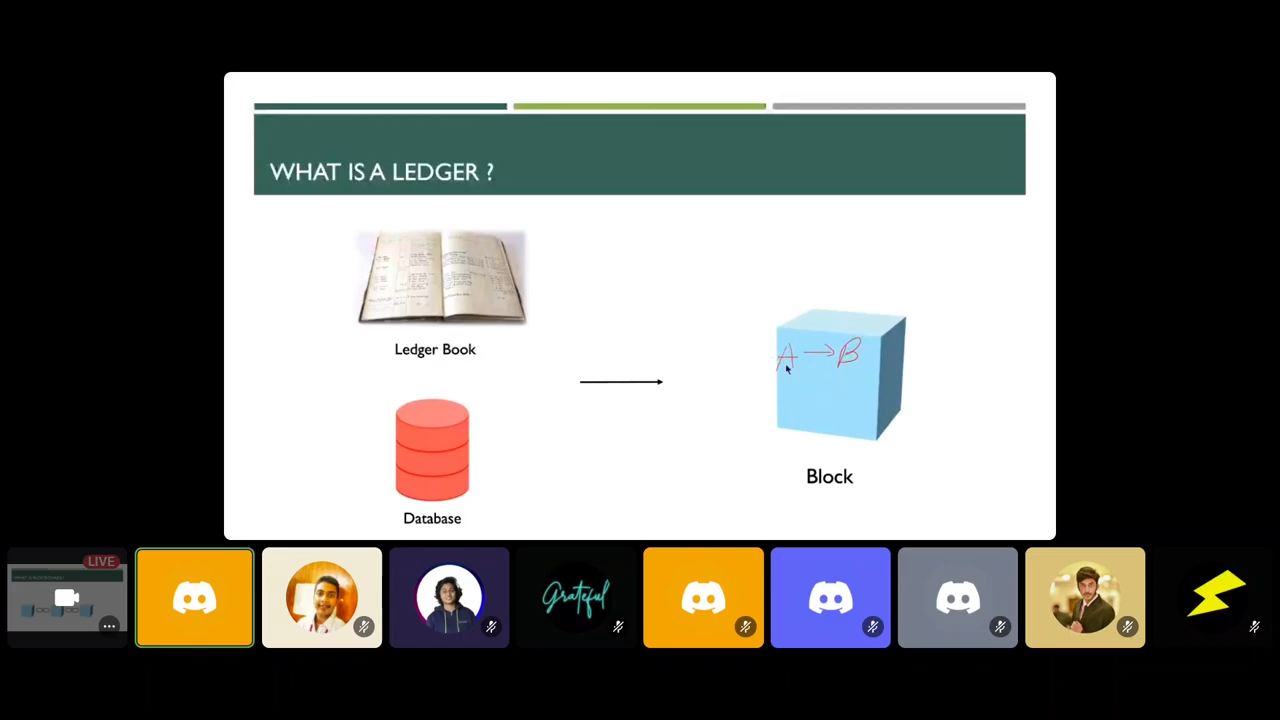 WHAT IS A LEDGER ?
Ledger Book
A → B
Block
Database
LIVE
Grateful